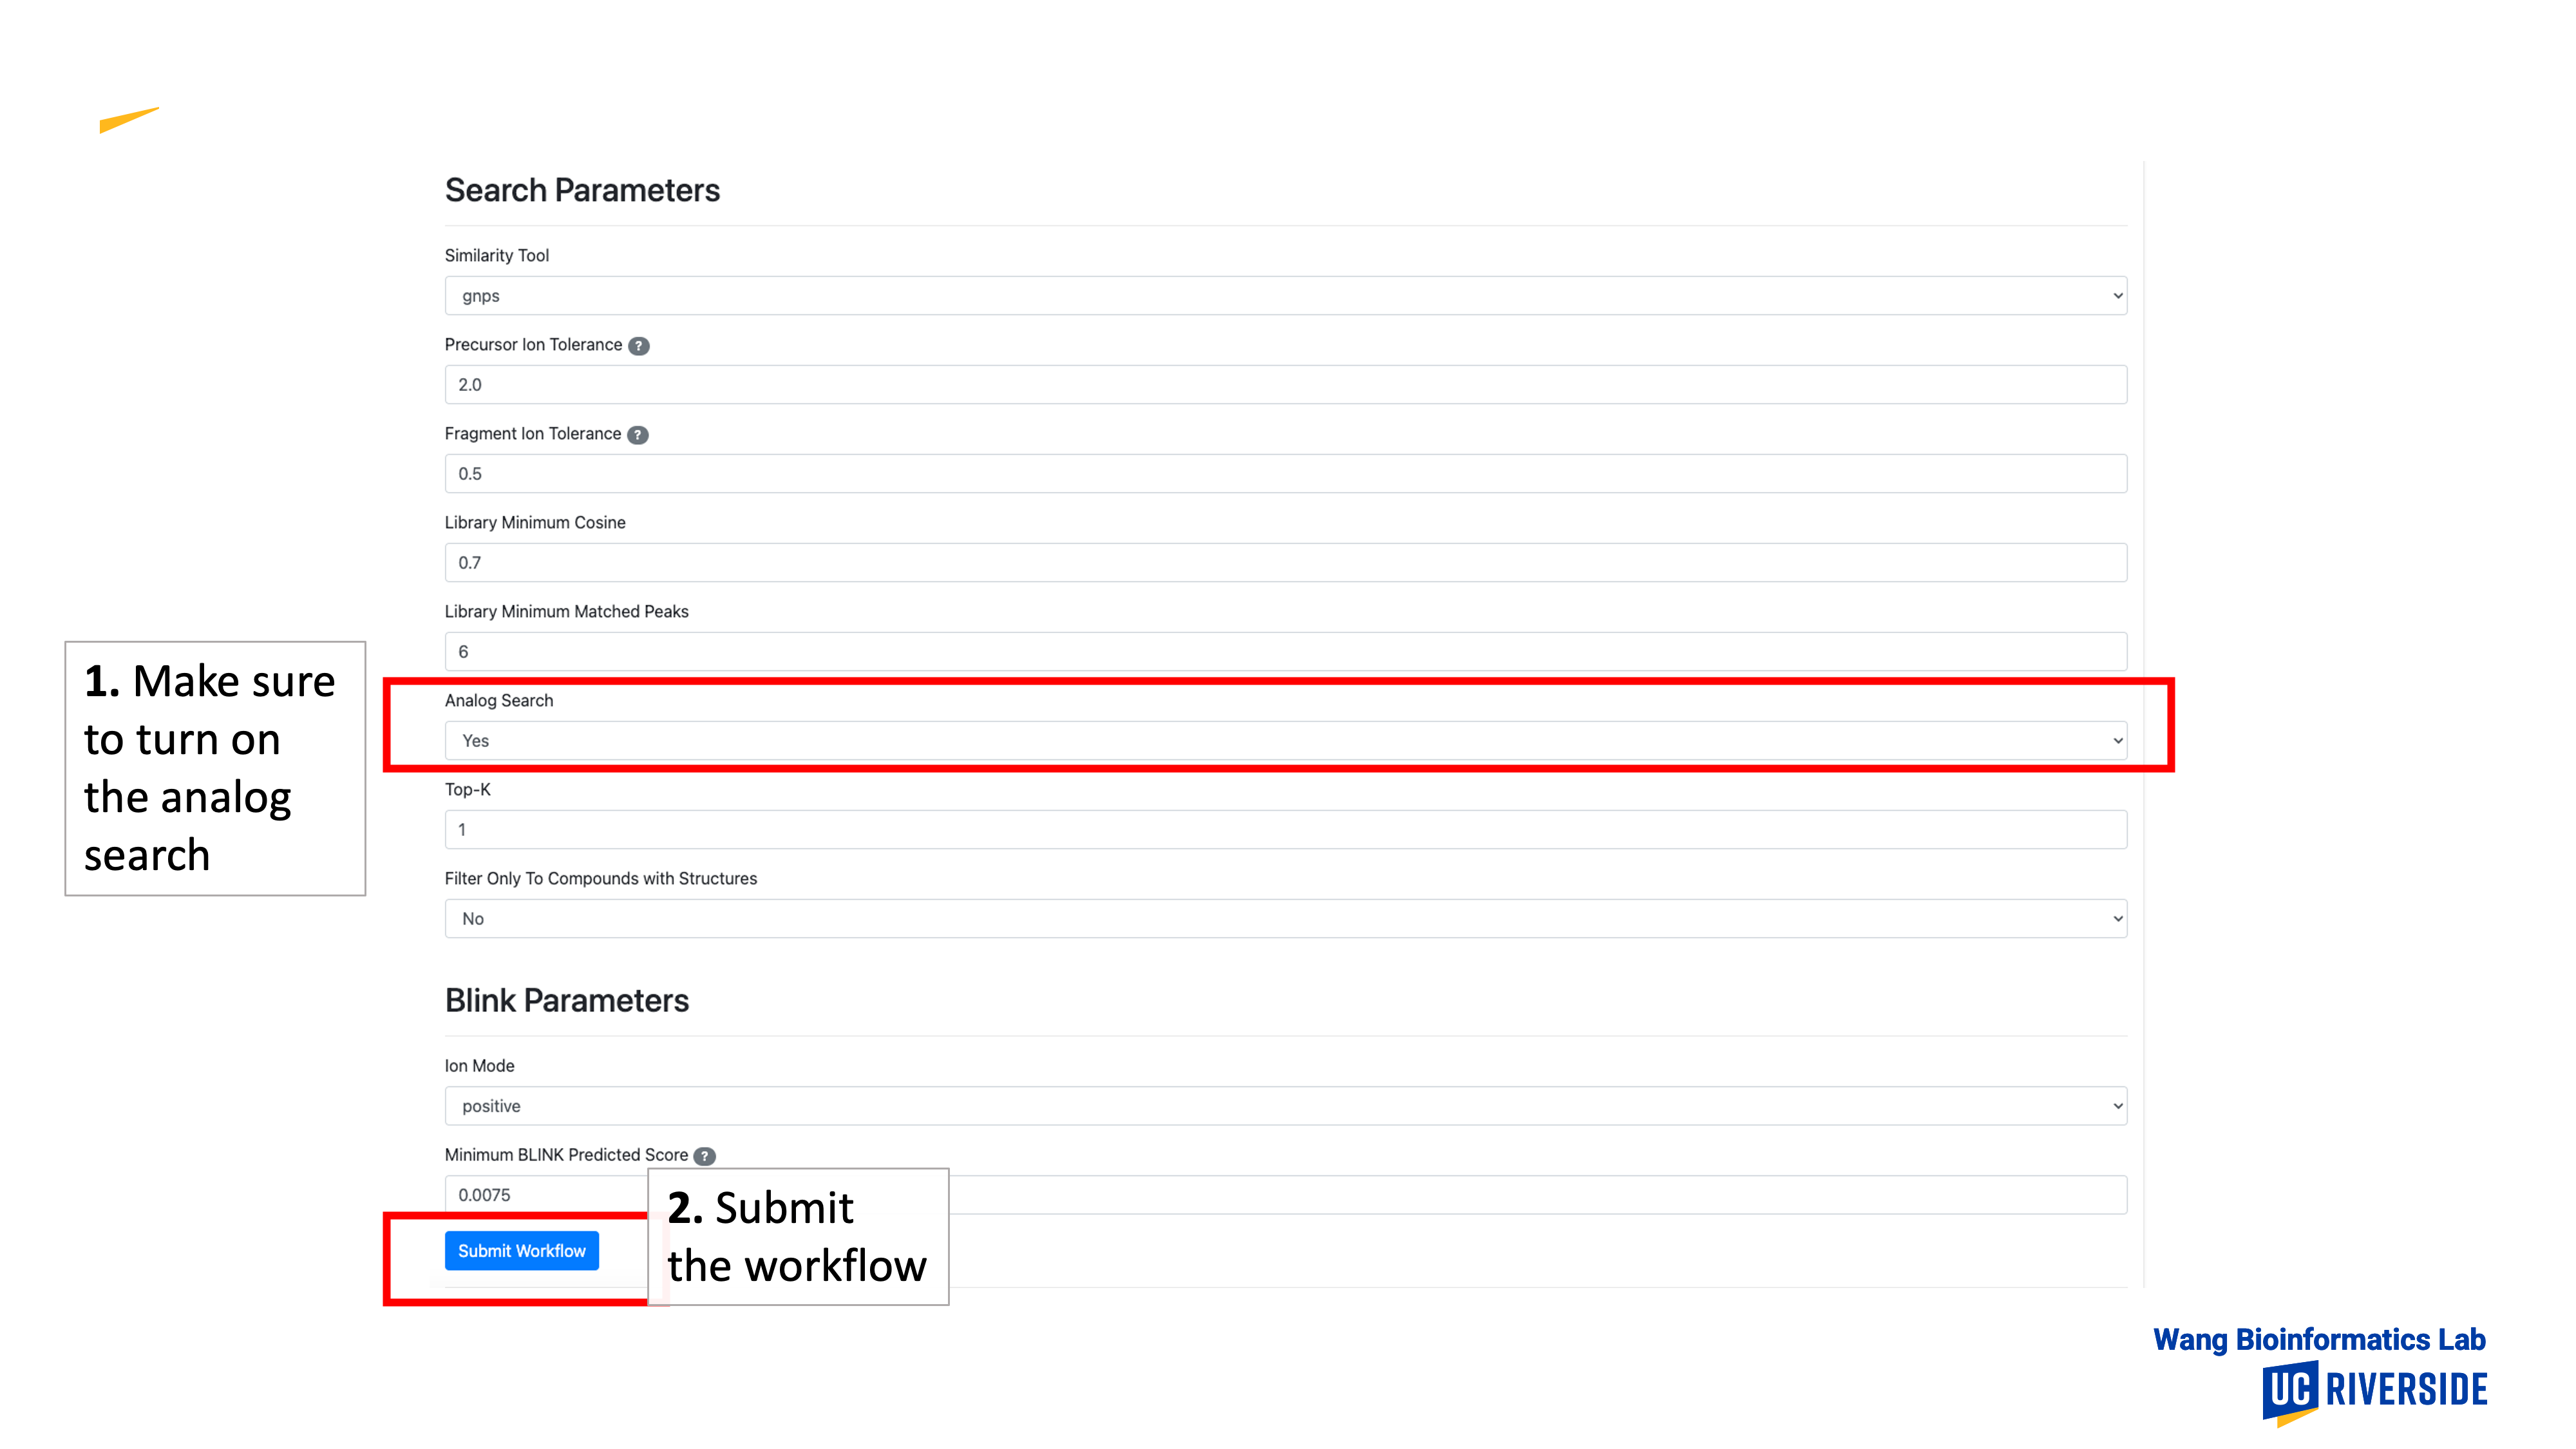 Search Parameters
Similarity Tool
gnps
Precursor Ion Tolerance ?
2.0
Fragment Ion Tolerance ?
0.5
Library Minimum Cosine
0.7
Library Minimum Matched Peaks
6
1. Make sure
to turn on
the analog
search
Analog Search
Yes
Top-K
1
Filter Only To Compounds with Structures
No
Blink Parameters
Ion Mode
positive
Minimum BLINK Predicted Score ?
0.0075
Submit Workflow
2. Submit
the workflow
Wang Bioinformatics Lab
UC RIVERSIDE